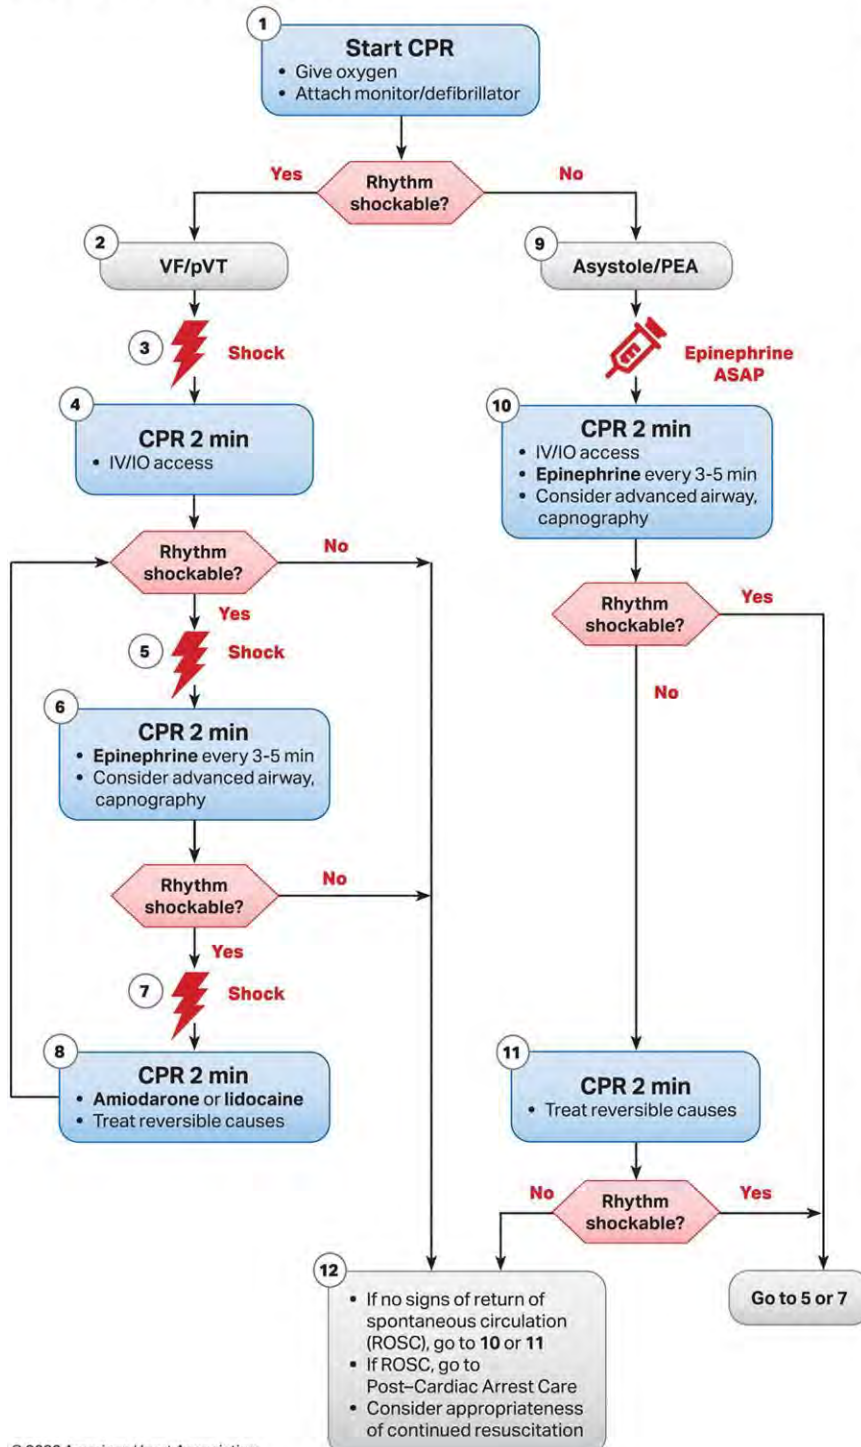 1
Start CPR
• Give oxygen
• Attach monitor/defibrillator
Rhythm
shockable?
Yes
No
2
VF/pVT
3
Shock
4
CPR 2 min
• IV/IO access
Rhythm
shockable?
No
Yes
5
Shock
6
CPR 2 min
• Epinephrine every 3-5 min
• Consider advanced airway,
capnography
Rhythm
shockable?
No
Yes
7
Shock
8
CPR 2 min
• Amiodarone or lidocaine
• Treat reversible causes
9
Asystole/PEA
Epinephrine
ASAP
10
CPR 2 min
• IV/IO access
• Epinephrine every 3-5 min
• Consider advanced airway,
capnography
Rhythm
shockable?
Yes
No
11
CPR 2 min
• Treat reversible causes
Rhythm
shockable?
No
Yes
12
• If no signs of return of
spontaneous circulation
(ROSC), go to 10 or 11
• If ROSC, go to
Post–Cardiac Arrest Care
• Consider appropriateness
of continued resuscitation
Go to 5 or 7